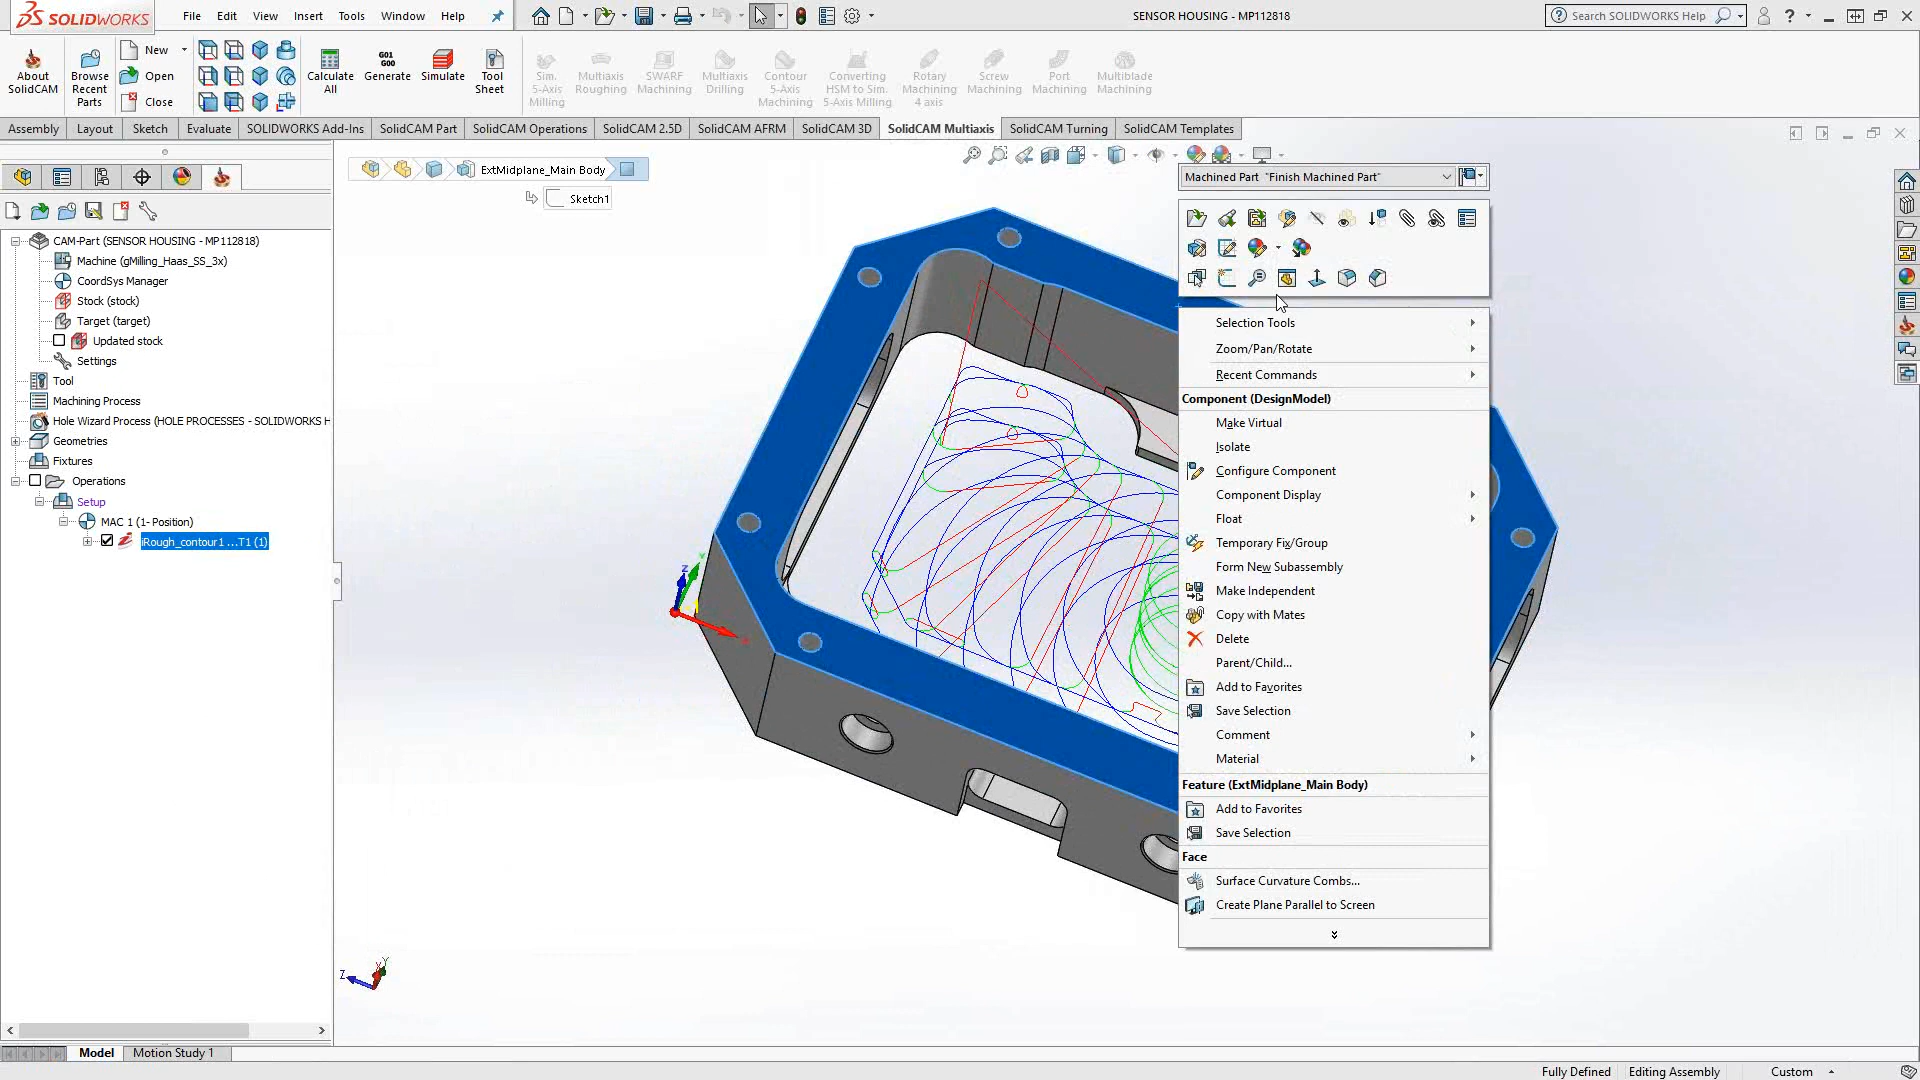 SOLIDWORKS
File Edit View Insert Tools Window Help
SENSOR HOUSING - MP112818
Search SOLIDWORKS Help
About SolidCAM
Browse Recent Parts
New
Open
Close
Calculate All
G01 G00
Generate
Simulate
Tool Sheet
Sim. 5-Axis Milling
Multiaxis Roughing
SWARF Machining
Multiaxis Drilling
Contour 5-Axis Machining
Converting HSM to Sim. 5-Axis Milling
Rotary Machining 4 axis
Screw Machining
Port Machining
Multiblade Machining
Assembly Layout Sketch Evaluate SOLIDWORKS Add-Ins SolidCAM Part SolidCAM Operations SolidCAM 2.5D SolidCAM AFRM SolidCAM 3D SolidCAM Multiaxis SolidCAM Turning SolidCAM Templates
ExtMidplane_Main Body
Sketch1
CAM-Part (SENSOR HOUSING - MP112818)
Machine (gMilling_Haas_SS_3x)
CoordSys Manager
Stock (stock)
Target (target)
Updated stock
Settings
Tool
Machining Process
Hole Wizard Process (HOLE PROCESSES - SOLIDWORKS H
Geometries
Fixtures
Operations
Setup
MAC 1 (1- Position)
iRough_contour1 ...T1 (1)
Machined Part "Finish Machined Part"
Selection Tools
Zoom/Pan/Rotate
Recent Commands
Component (DesignModel)
Make Virtual
Isolate
Configure Component
Component Display
Float
Temporary Fix/Group
Form New Subassembly
Make Independent
Copy with Mates
Delete
Parent/Child...
Add to Favorites
Save Selection
Comment
Material
Feature (ExtMidplane_Main Body)
Add to Favorites
Save Selection
Face
Surface Curvature Combs...
Create Plane Parallel to Screen
Z
Y
X
Z
Y
X
Model Motion Study 1
Fully Defined Editing Assembly Custom